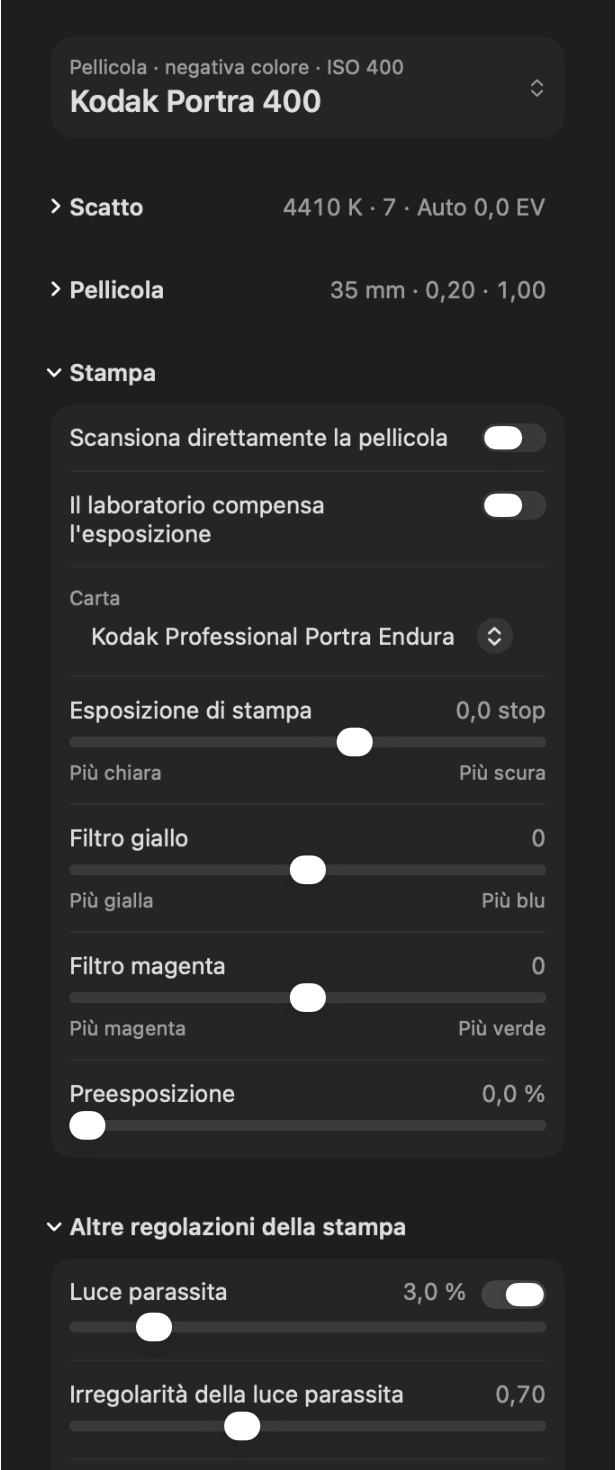 Pellicola · negativa colore · ISO 400
Kodak Portra 400
Scatto 4410 K · 7 · Auto 0,0 EV
Pellicola 35 mm · 0,20 · 1,00
Stampa
Scansiona direttamente la pellicola
Il laboratorio compensa
l'esposizione
Carta
Kodak Professional Portra Endura
Esposizione di stampa 0,0 stop
Più chiara Più scura
Filtro giallo 0
Più gialla Più blu
Filtro magenta 0
Più magenta Più verde
Preesposizione 0,0 %
Altre regolazioni della stampa
Luce parassita 3,0 %
Irregolarità della luce parassita 0,70